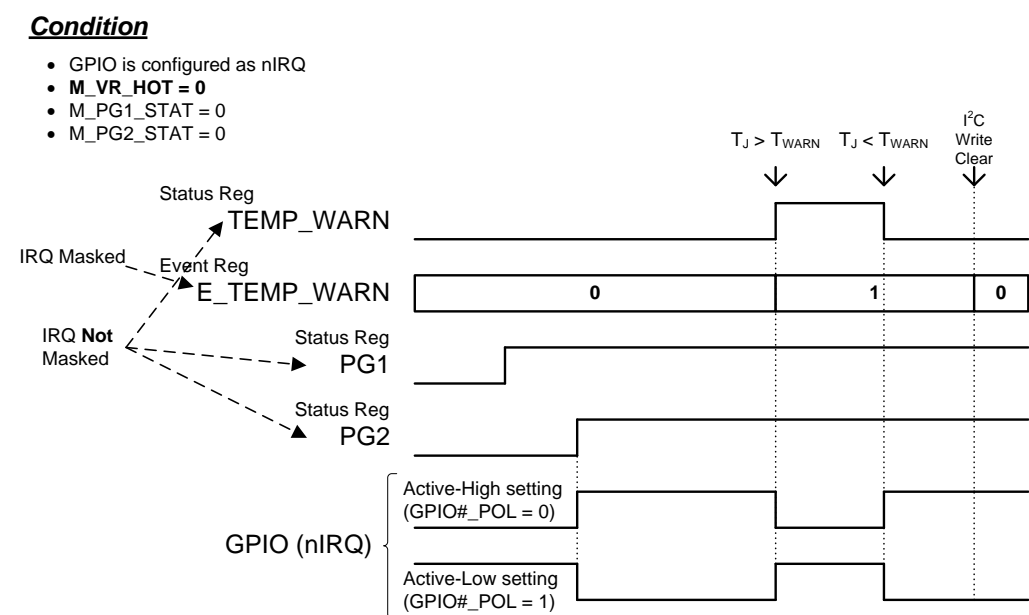 Condition
• GPIO is configured as nIRQ
• M_VR_HOT = 0
• M_PG1_STAT = 0
• M_PG2_STAT = 0
TJ > TWARN
TJ < TWARN
I2C
Write
Clear
Status Reg
TEMP_WARN
IRQ Masked
Event Reg
E_TEMP_WARN
0
1
0
IRQ Not
Masked
Status Reg
PG1
Status Reg
PG2
GPIO (nIRQ)
Active-High setting
(GPIO#_POL = 0)
Active-Low setting
(GPIO#_POL = 1)